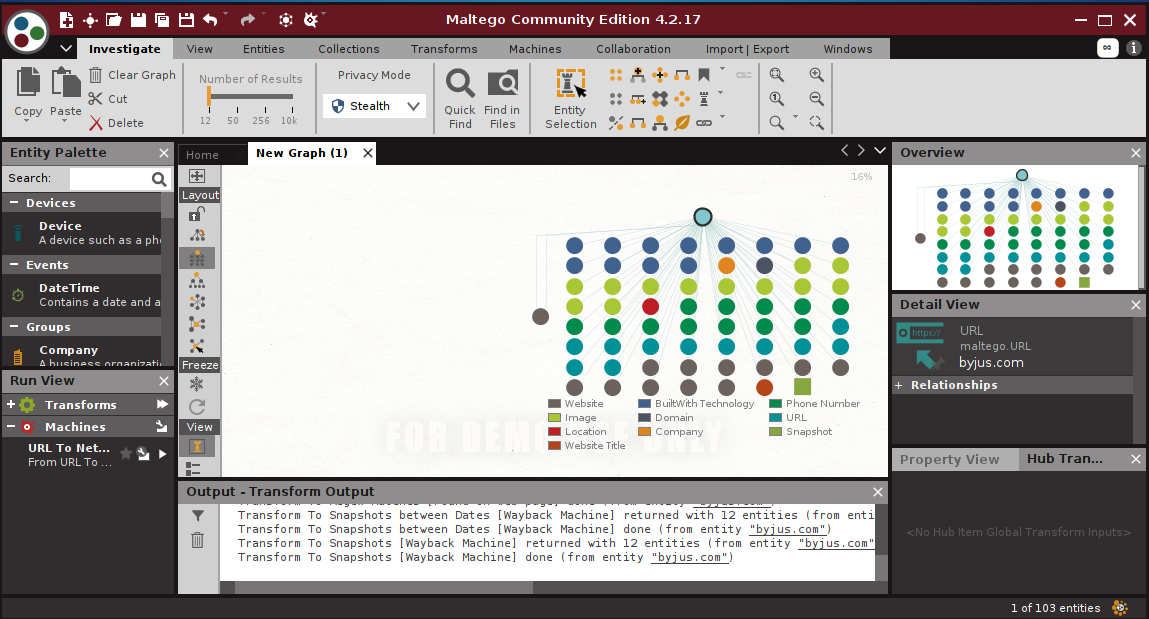 Maltego Community Edition 4.2.17
Investigate View Entities Collections Transforms Machines Collaboration Import | Export Windows
Copy Paste
Clear Graph
Cut
Delete
Number of Results
12 50 256 10k
Privacy Mode
Stealth
Quick Find
Find in Files
Entity Selection
Entity Palette
Search:
Devices
Device
A device such as a pho
Events
DateTime
Contains a date and a
Groups
Company
A business organizatio
Run View
Transforms
Machines
URL To Net...
From URL To ...
Home New Graph (1)
Layout
Freeze
View
16%
Website BuiltWith Technology Phone Number
Image Domain URL
Location Company Snapshot
Website Title
Output - Transform Output
Transform To Snapshots between Dates [Wayback Machine] returned with 12 entities (from enti
Transform To Snapshots between Dates [Wayback Machine] done (from entity "byjus.com")
Transform To Snapshots [Wayback Machine] returned with 12 entities (from entity "byjus.com"
Transform To Snapshots [Wayback Machine] done (from entity "byjus.com")
Overview
Detail View
https://
URL
maltego.URL
byjus.com
+ Relationships
Property View Hub Tran...
<No Hub Item Global Transform Inputs>
1 of 103 entities